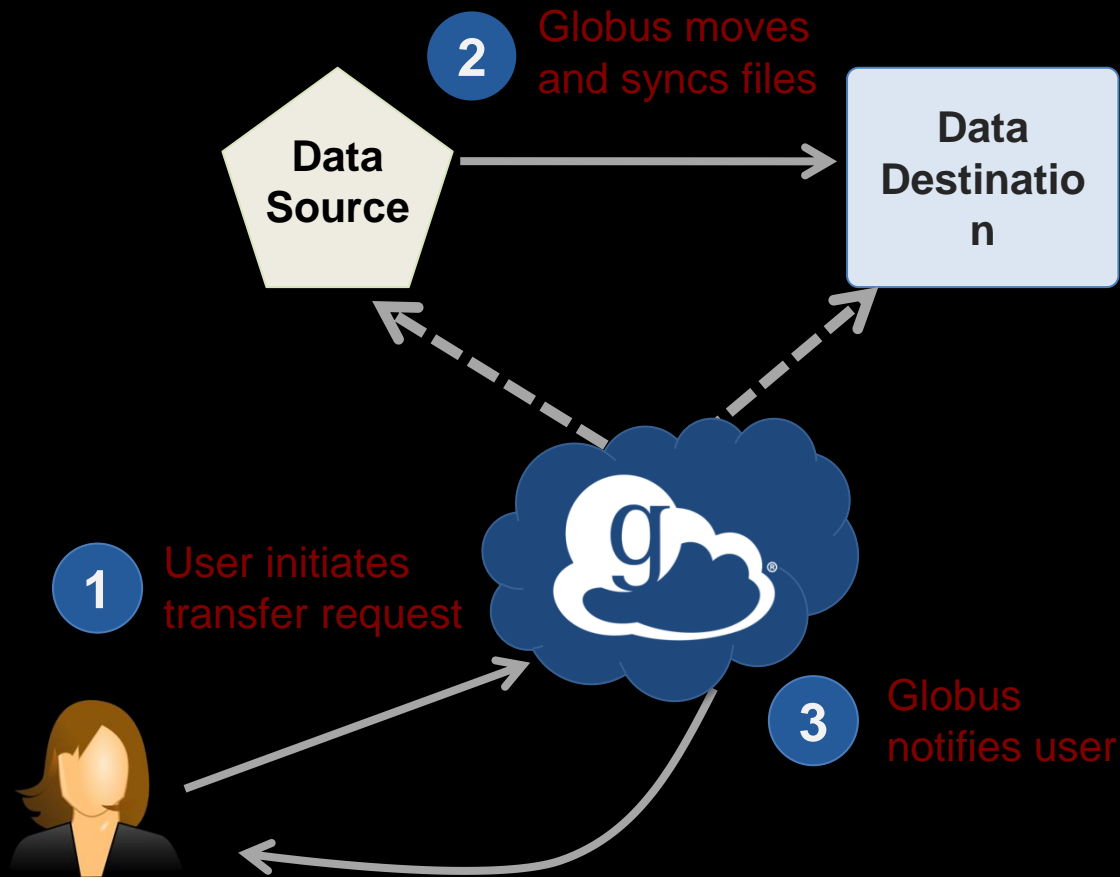 2
Globus moves
and syncs files
Data
Source
Data
Destinatio
n
g
®
1
User initiates
transfer request
3
Globus
notifies user